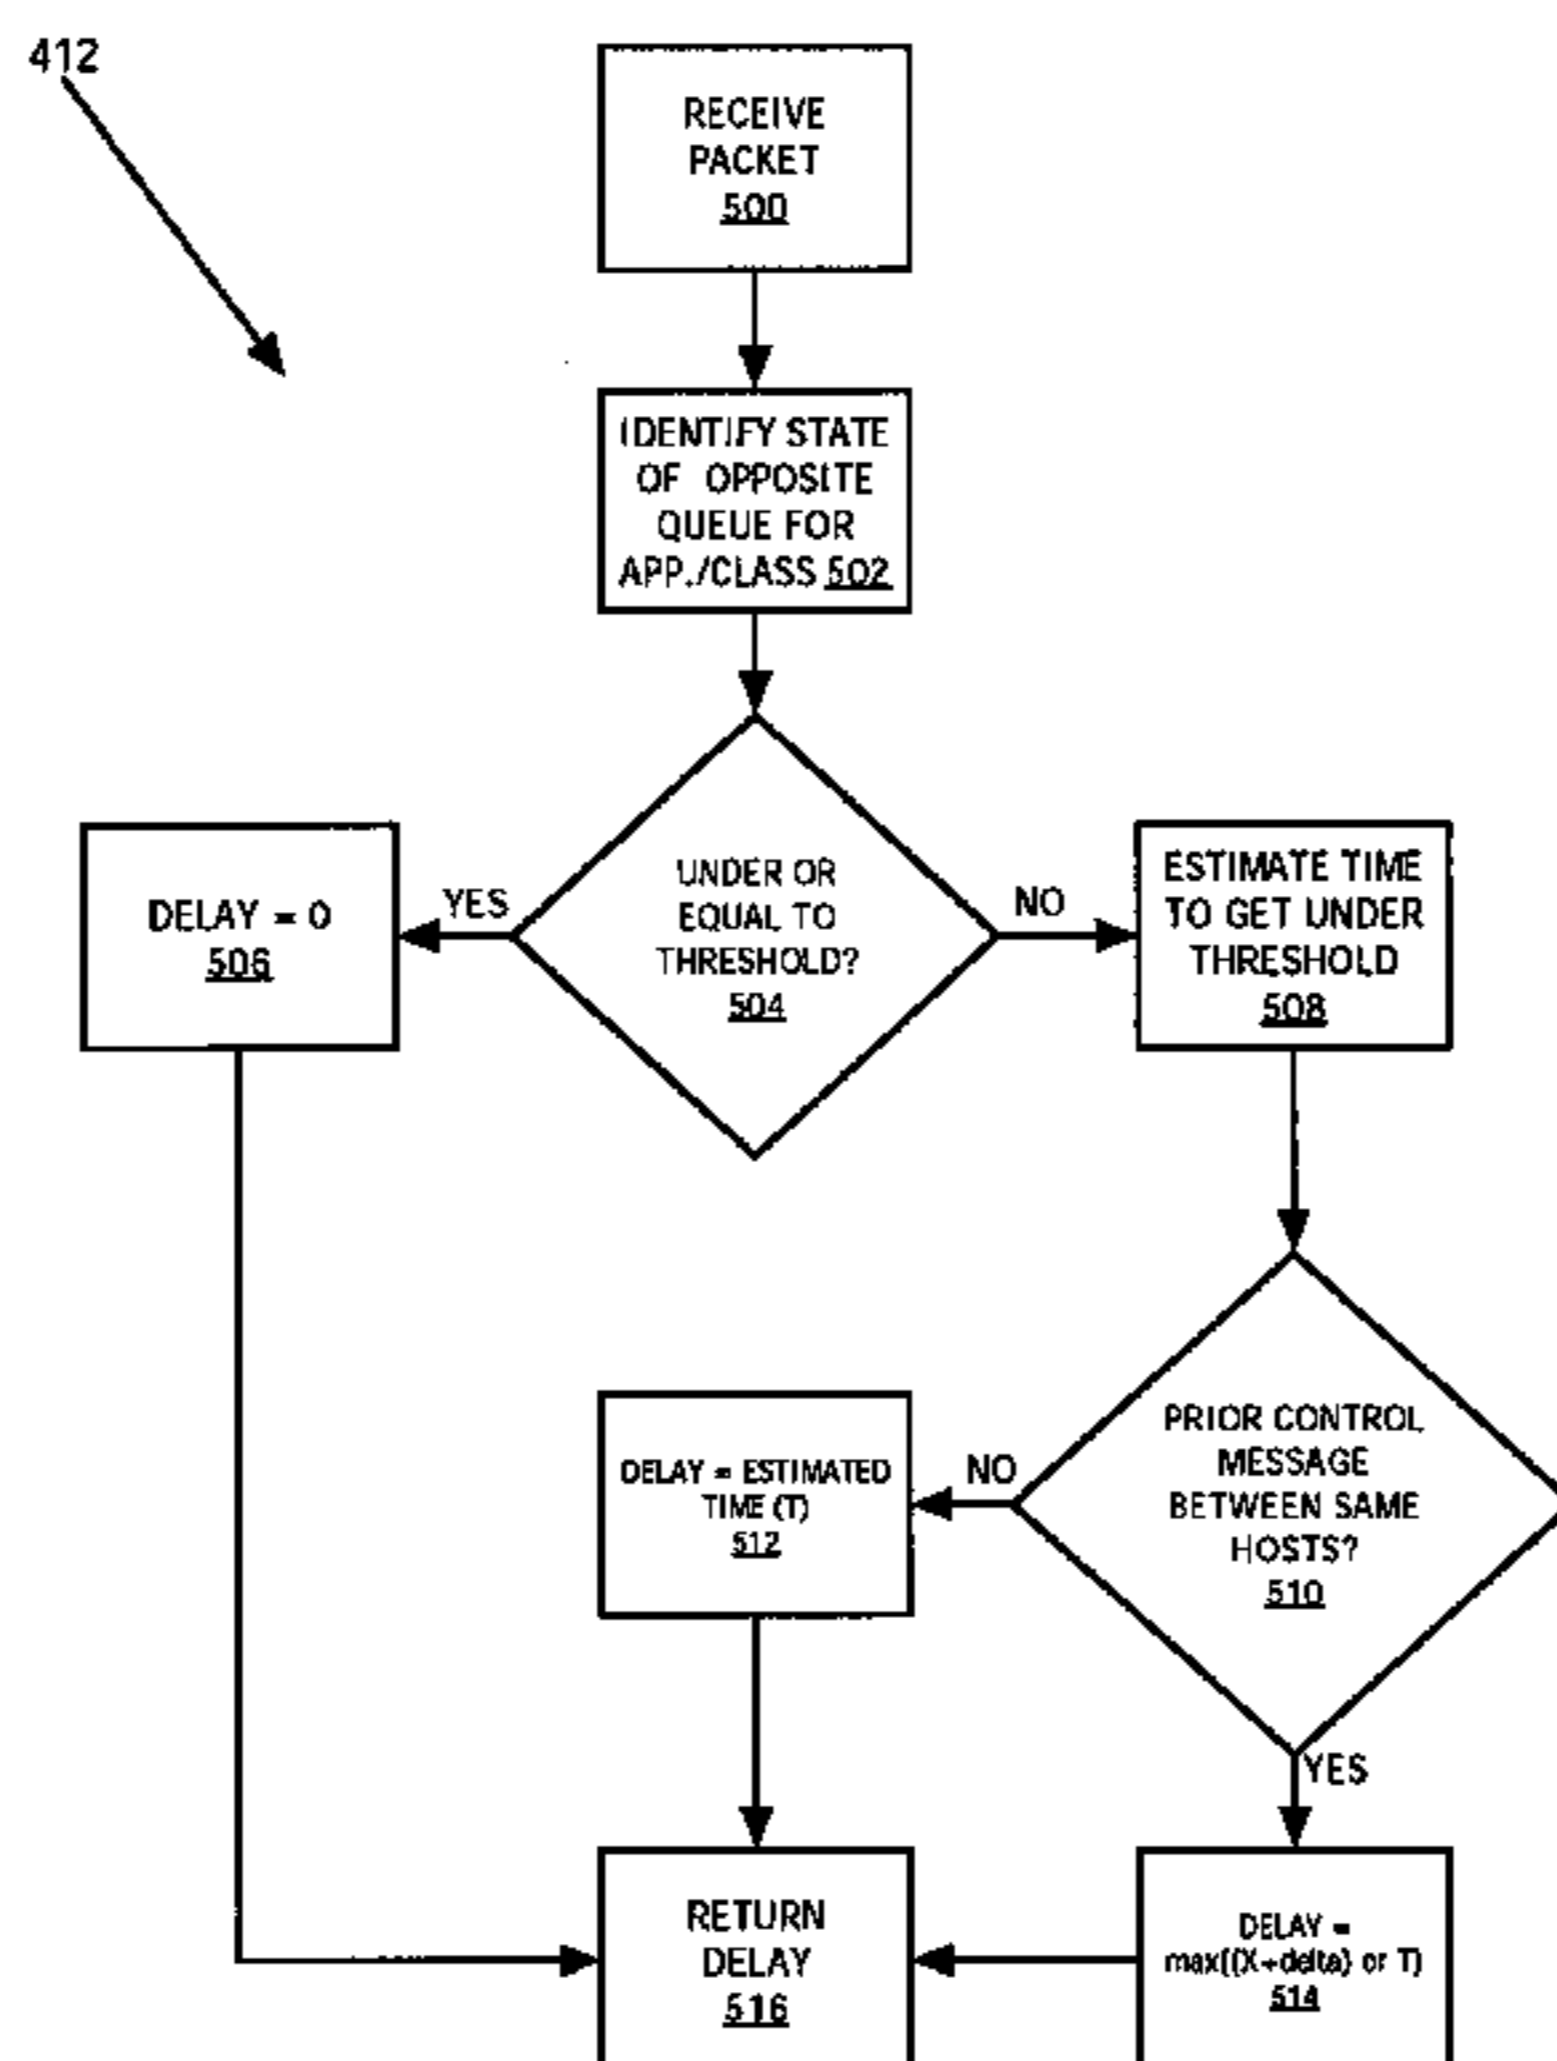 412
RECEIVE
PACKET
500
IDENTIFY STATE
OF OPPOSITE
QUEUE FOR
APP./CLASS 502
UNDER OR
EQUAL TO
THRESHOLD?
504
YES
NO
DELAY = 0
506
ESTIMATE TIME
TO GET UNDER
THRESHOLD
508
PRIOR CONTROL
MESSAGE
BETWEEN SAME
HOSTS?
510
NO
YES
DELAY = ESTIMATED
TIME (T)
512
RETURN
DELAY
516
DELAY =
max((X+delta) or T)
514